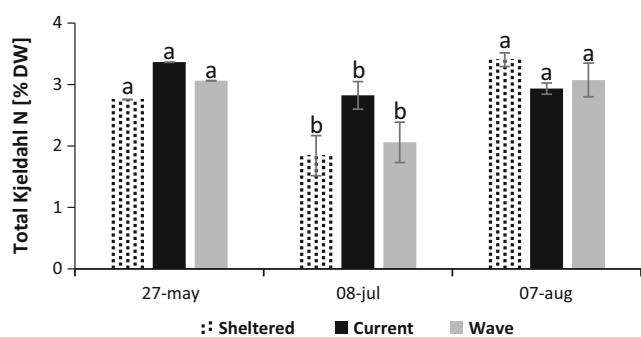 4
a
a
a
a
b
a
a
3
b
b
2
1
0
Total Kjeldahl N [% DW]
27-may 08-jul 07-aug
Sheltered Current Wave